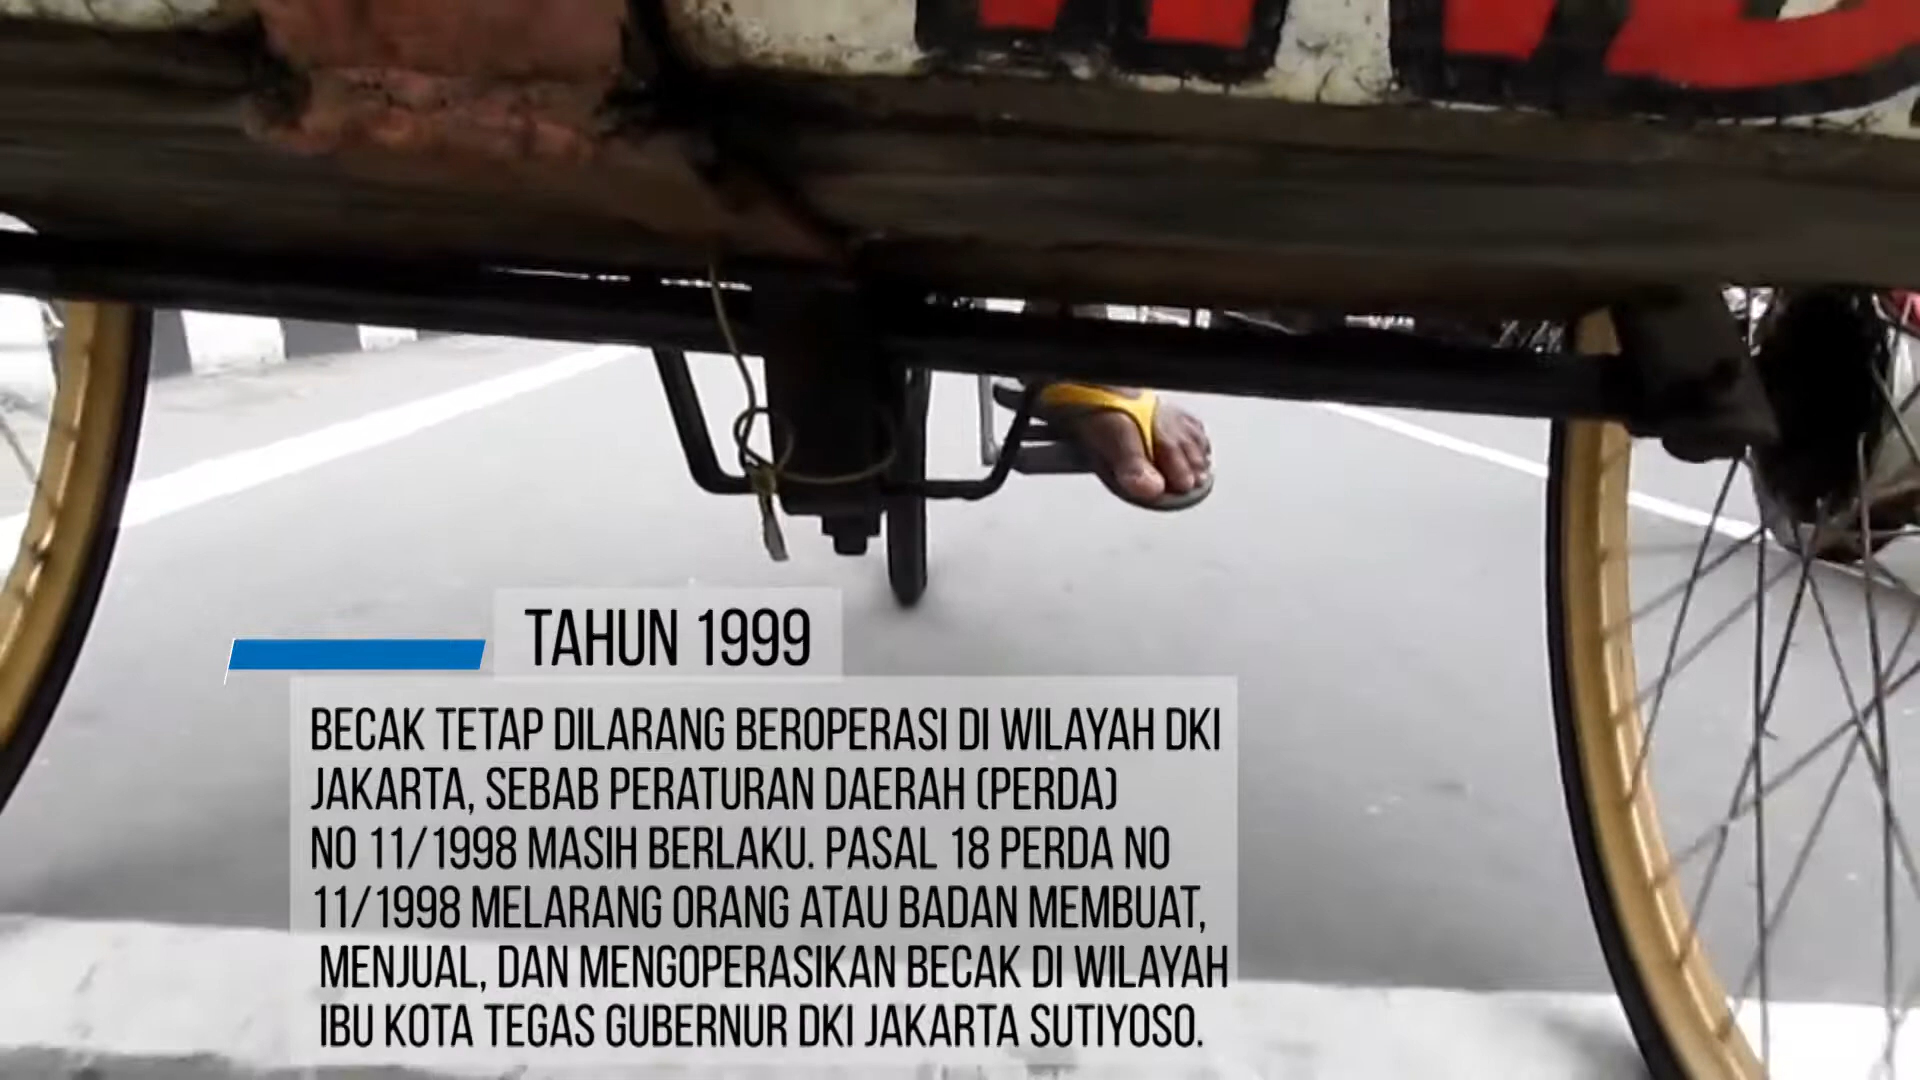 TAHUN 1999
BECAK TETAP DILARANG BEROPERASI DI WILAYAH DKI
JAKARTA, SEBAB PERATURAN DAERAH (PERDA)
NO 11/1998 MASIH BERLAKU. PASAL 18 PERDA NO
11/1998 MELARANG ORANG ATAU BADAN MEMBUAT,
MENJUAL, DAN MENGOPERASIKAN BECAK DI WILAYAH
IBU KOTA TEGAS GUBERNUR DKI JAKARTA SUTIYOSO.